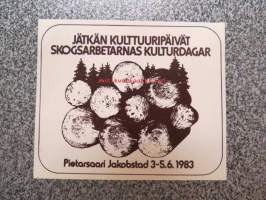 JÄTKÄN KULTTUURIPÄIVÄT
SKOGSARBETARNAS KULTURDAGAR
Pietarsaari Jakobstad 3-5.6.1983